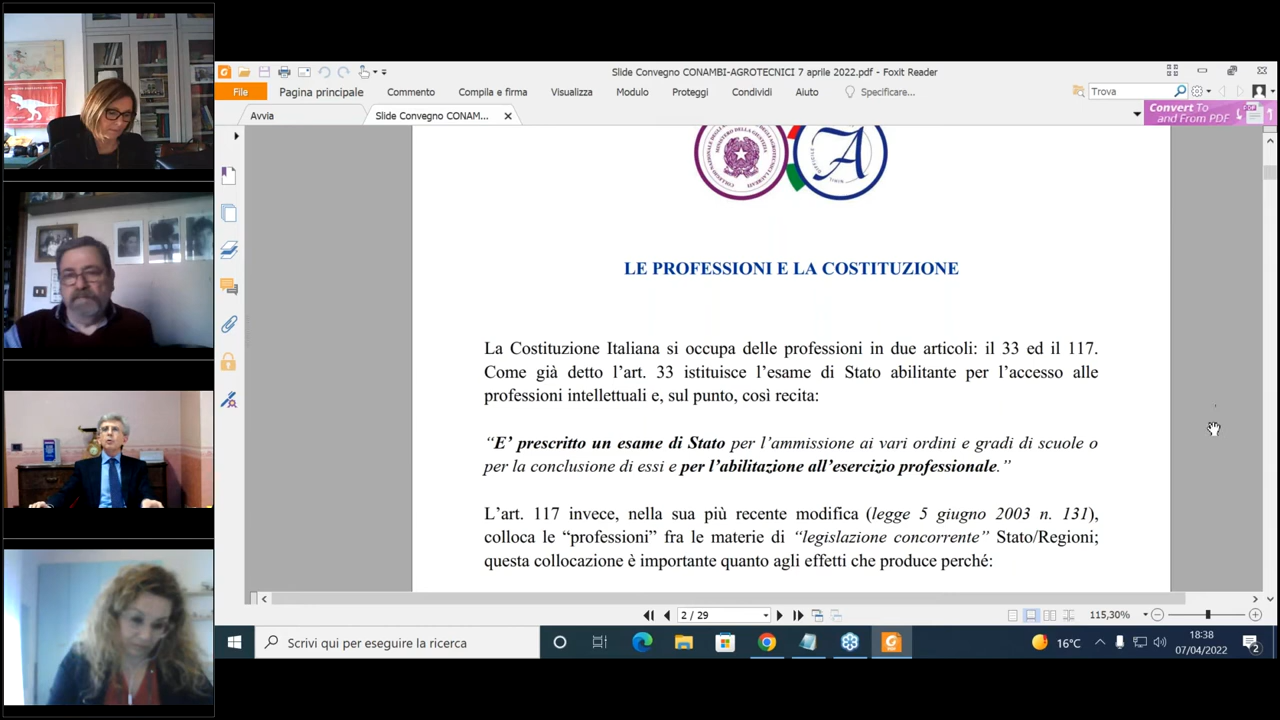 Slide Convegno CONAMBI-AGROTECNICI 7 aprile 2022.pdf - Foxit Reader
File Pagina principale Commento Compila e firma Visualizza Modulo Proteggi Condividi Aiuto Specificare... Trova
Avvia Slide Convegno CONAM...
Convert To
and From PDF
A
LE PROFESSIONI E LA COSTITUZIONE
La Costituzione Italiana si occupa delle professioni in due articoli: il 33 ed il 117.
Come già detto l’art. 33 istituisce l’esame di Stato abilitante per l’accesso alle
professioni intellettuali e, sul punto, così recita:
“E’ prescritto un esame di Stato per l’ammissione ai vari ordini e gradi di scuole o
per la conclusione di essi e per l’abilitazione all’esercizio professionale.”
L’art. 117 invece, nella sua più recente modifica (legge 5 giugno 2003 n. 131),
colloca le “professioni” fra le materie di “legislazione concorrente” Stato/Regioni;
questa collocazione è importante quanto agli effetti che produce perché:
2 / 29
115,30%
Scrivi qui per eseguire la ricerca
16°C
18:38
07/04/2022
2